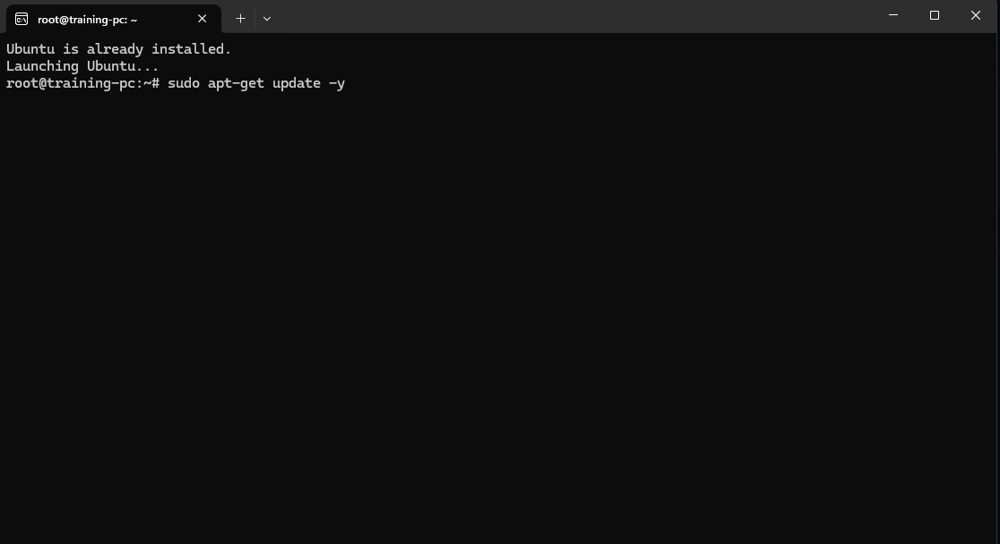 root@training-pc: ~
Ubuntu is already installed.
Launching Ubuntu...
root@training-pc:~# sudo apt-get update -y